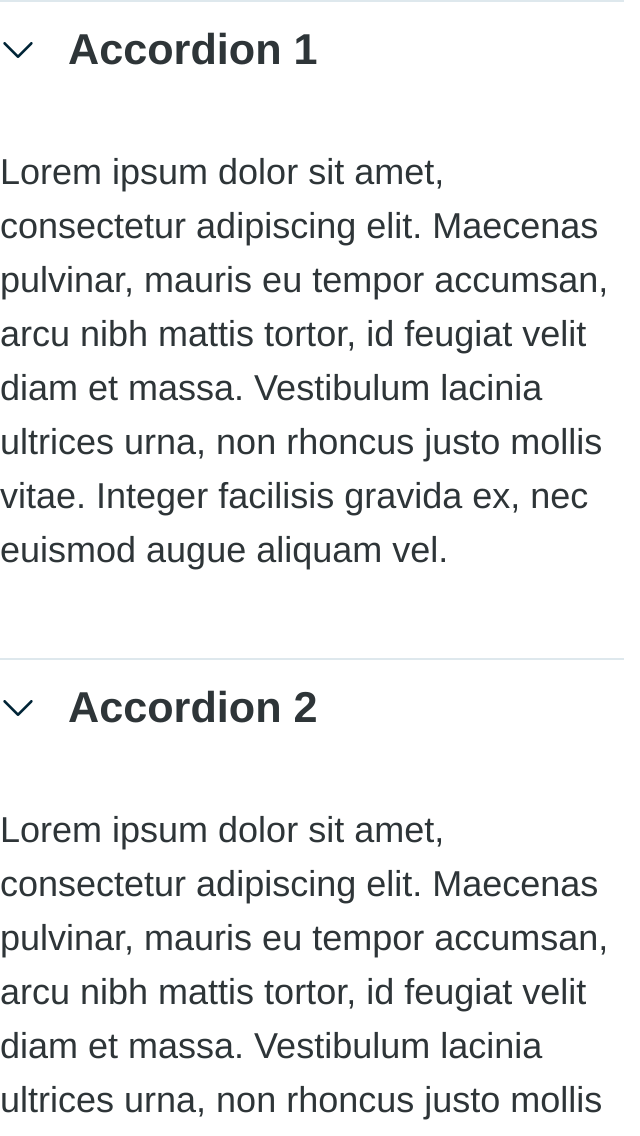 Accordion 1
Lorem ipsum dolor sit amet,
consectetur adipiscing elit. Maecenas
pulvinar, mauris eu tempor accumsan,
arcu nibh mattis tortor, id feugiat velit
diam et massa. Vestibulum lacinia
ultrices urna, non rhoncus justo mollis
vitae. Integer facilisis gravida ex, nec
euismod augue aliquam vel.
Accordion 2
Lorem ipsum dolor sit amet,
consectetur adipiscing elit. Maecenas
pulvinar, mauris eu tempor accumsan,
arcu nibh mattis tortor, id feugiat velit
diam et massa. Vestibulum lacinia
ultrices urna, non rhoncus justo mollis